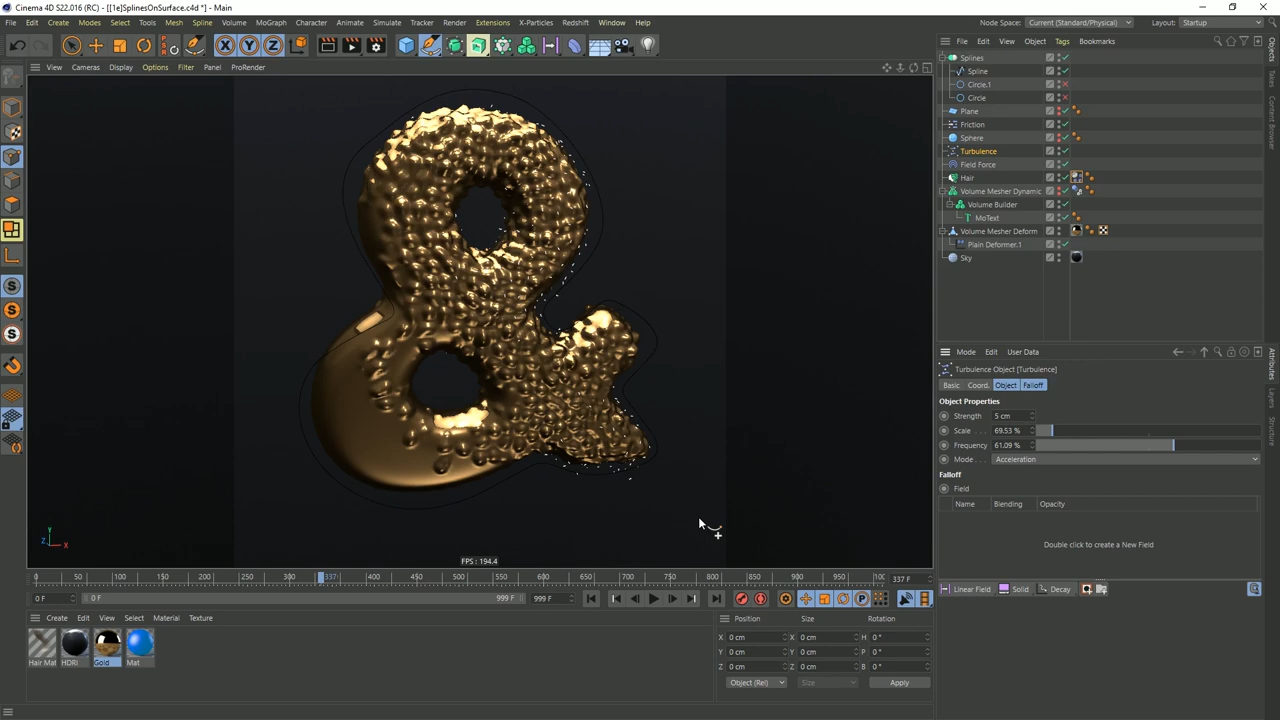 Cinema 4D S22.016 (RC) - [[1e]SplinesOnSurface.c4d *] - Main
File Edit Create Modes Select Tools Mesh Spline Volume MoGraph Character Animate Simulate Tracker Render Extensions X-Particles Redshift Window Help
Node Space: Current (Standard/Physical) Layout: Startup
X Y Z
File Edit View Object Tags Bookmarks
View Cameras Display Options Filter Panel ProRender
Splines
Spline
Circle.1
Circle
Plane
Friction
Sphere
Turbulence
Field Force
Hair
Volume Mesher Dynamic
Volume Builder
MoText
Volume Mesher Deform
Plain Deformer.1
Sky
Objects
Takes
Content Browser
&
Mode Edit User Data
Turbulence Object [Turbulence]
Basic Coord. Object Falloff
Object Properties
Strength 5 cm
Scale 69.53 %
Frequency 61.09 %
Mode Acceleration
Falloff
Field
Name Blending Opacity
Double click to create a New Field
Linear Field Solid Decay
Attributes
Layers
Structure
Y
Z X
FPS : 194.4
0 50 100 150 200 250 300 337 400 450 500 550 600 650 700 750 800 850 900 950 100 337 F
0 F 0 F 999 F 999 F
Create Edit View Select Material Texture
Hair Mat HDRI Gold Mat
Position Size Rotation
X 0 cm X 0 cm H 0 °
Y 0 cm Y 0 cm P 0 °
Z 0 cm Z 0 cm B 0 °
Object (Rel) Size Apply